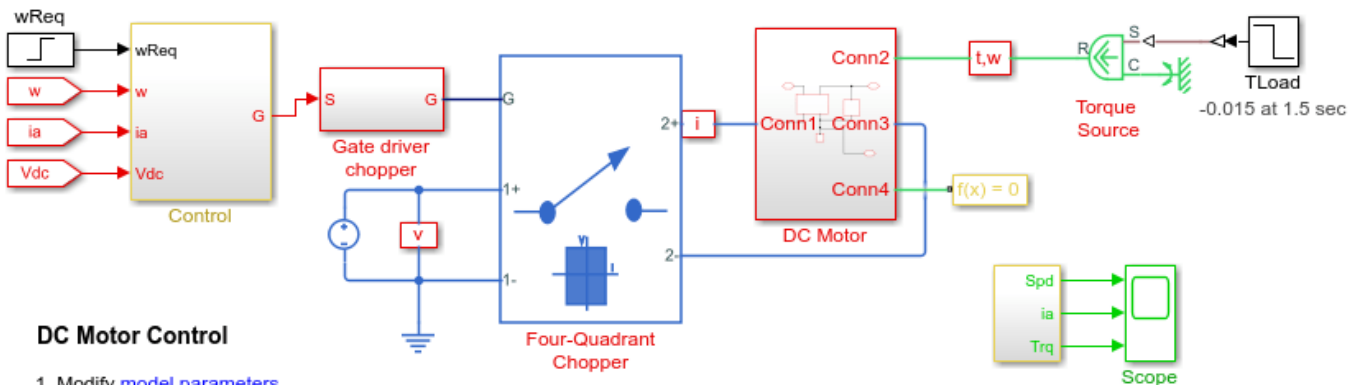 wReq
wReq
w
w
ia
ia
Vdc
Vdc
G
Control
S
G
Gate driver
chopper
v
G
1+
1-
2+
2-
V
I
Four-Quadrant
Chopper
i
Conn1
Conn2
Conn3
Conn4
DC Motor
t,w
R
S
C
Torque
Source
TLoad
-0.015 at 1.5 sec
f(x) = 0
Spd
ia
Trq
Scope
DC Motor Control
1. Modify model parameters